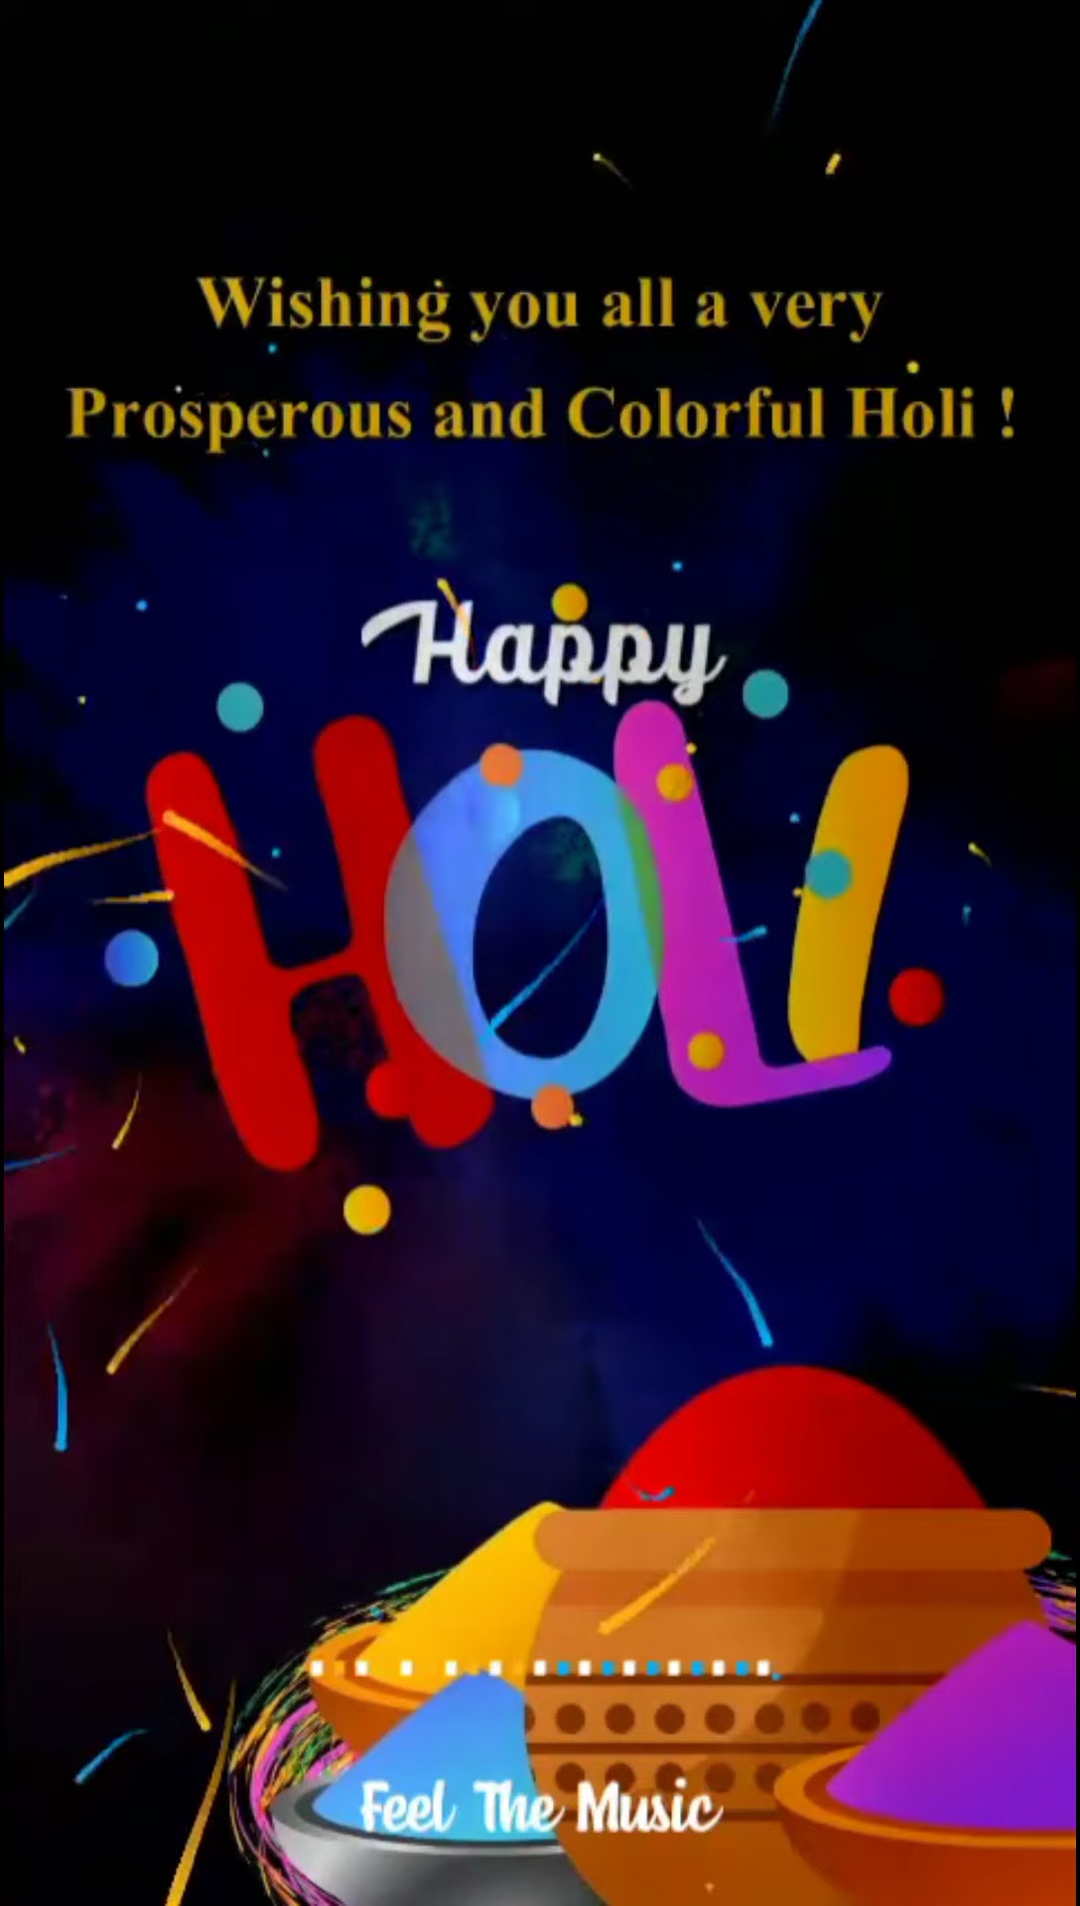 Wishing you all a very
Prosperous and Colorful Holi !
Happy
HOLI
Feel The Music